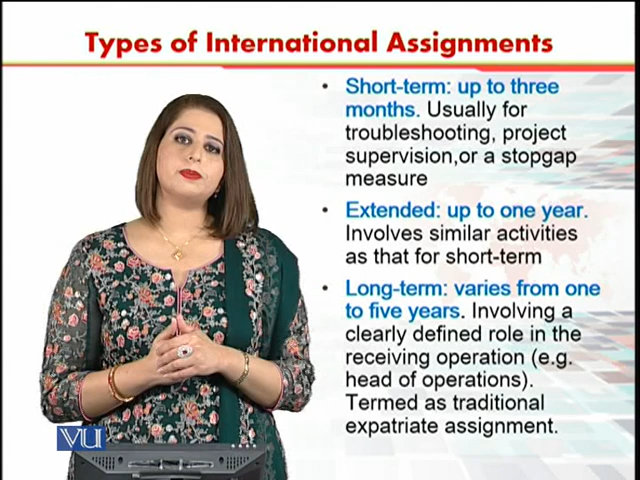 Types of International Assignments
• Short-term: up to three
months. Usually for
troubleshooting, project
supervision,or a stopgap
measure
• Extended: up to one year.
Involves similar activities
as that for short-term
• Long-term: varies from one
to five years. Involving a
clearly defined role in the
receiving operation (e.g.
head of operations).
Termed as traditional
expatriate assignment.
VU